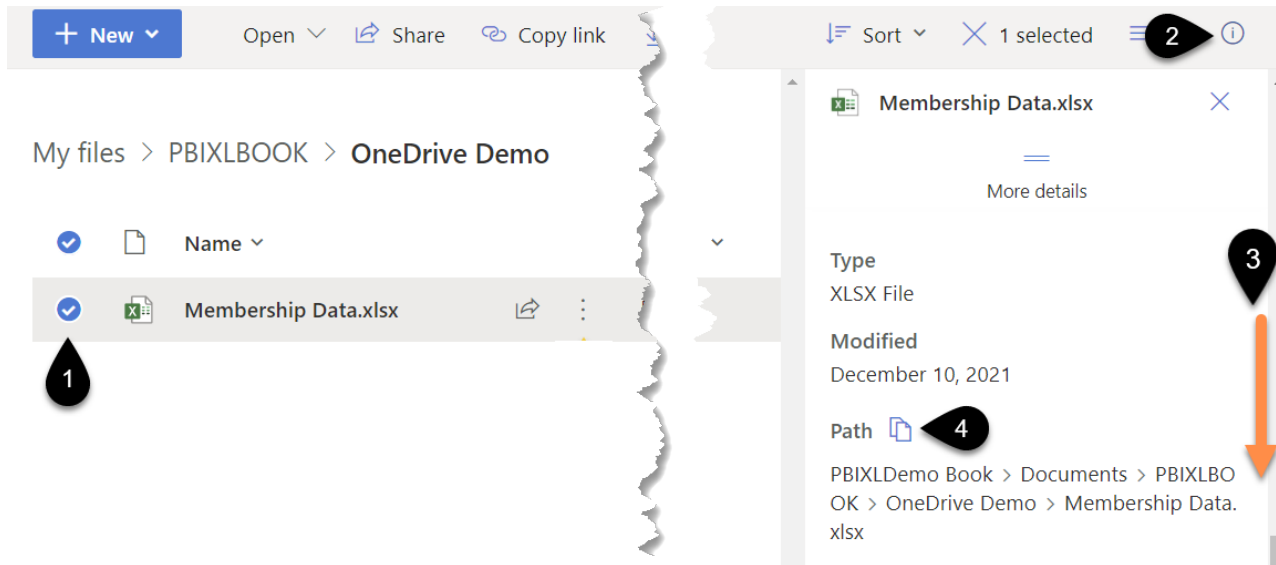 New
Open
Share
Copy link
Sort
1 selected
2
Membership Data.xlsx
My files > PBIXLBOOK > OneDrive Demo
More details
Name
Type
XLSX File
3
Membership Data.xlsx
1
Modified
December 10, 2021
Path
4
PBIXLDemo Book > Documents > PBIXLBO
OK > OneDrive Demo > Membership Data.
xlsx